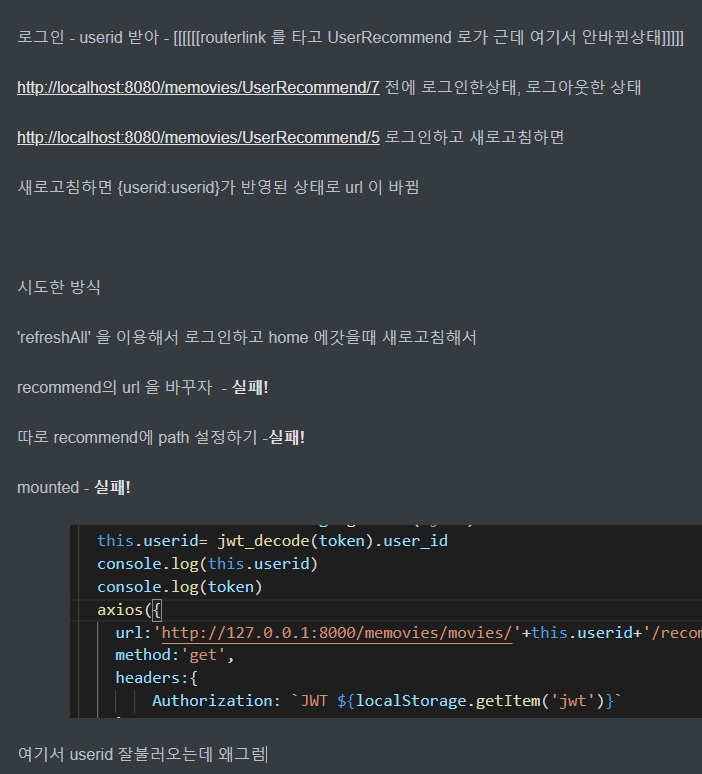 로그인 - userid 받아 - [[[[[[routerlink 를 타고 UserRecommend 로가 근데 여기서 안바뀐상태]]]]]
http://localhost:8080/memovies/UserRecommend/7 전에 로그인한상태, 로그아웃한 상태
http://localhost:8080/memovies/UserRecommend/5 로그인하고 새로고침하면
새로고침하면 {userid:userid}가 반영된 상태로 url 이 바뀜
시도한 방식
'refreshAll' 을 이용해서 로그인하고 home 에갓을때 새로고침해서
recommend의 url 을 바꾸자 - 실패!
따로 recommend에 path 설정하기 -실패!
mounted - 실패!
this.userid= jwt_decode(token).user_id
console.log(this.userid)
console.log(token)
axios({
url:'http://127.0.0.1:8000/memovies/movies/'+this.userid+'/recom
method:'get',
headers:{
Authorization: `JWT ${localStorage.getItem('jwt')}`
여기서 userid 잘불러오는데 왜그럼